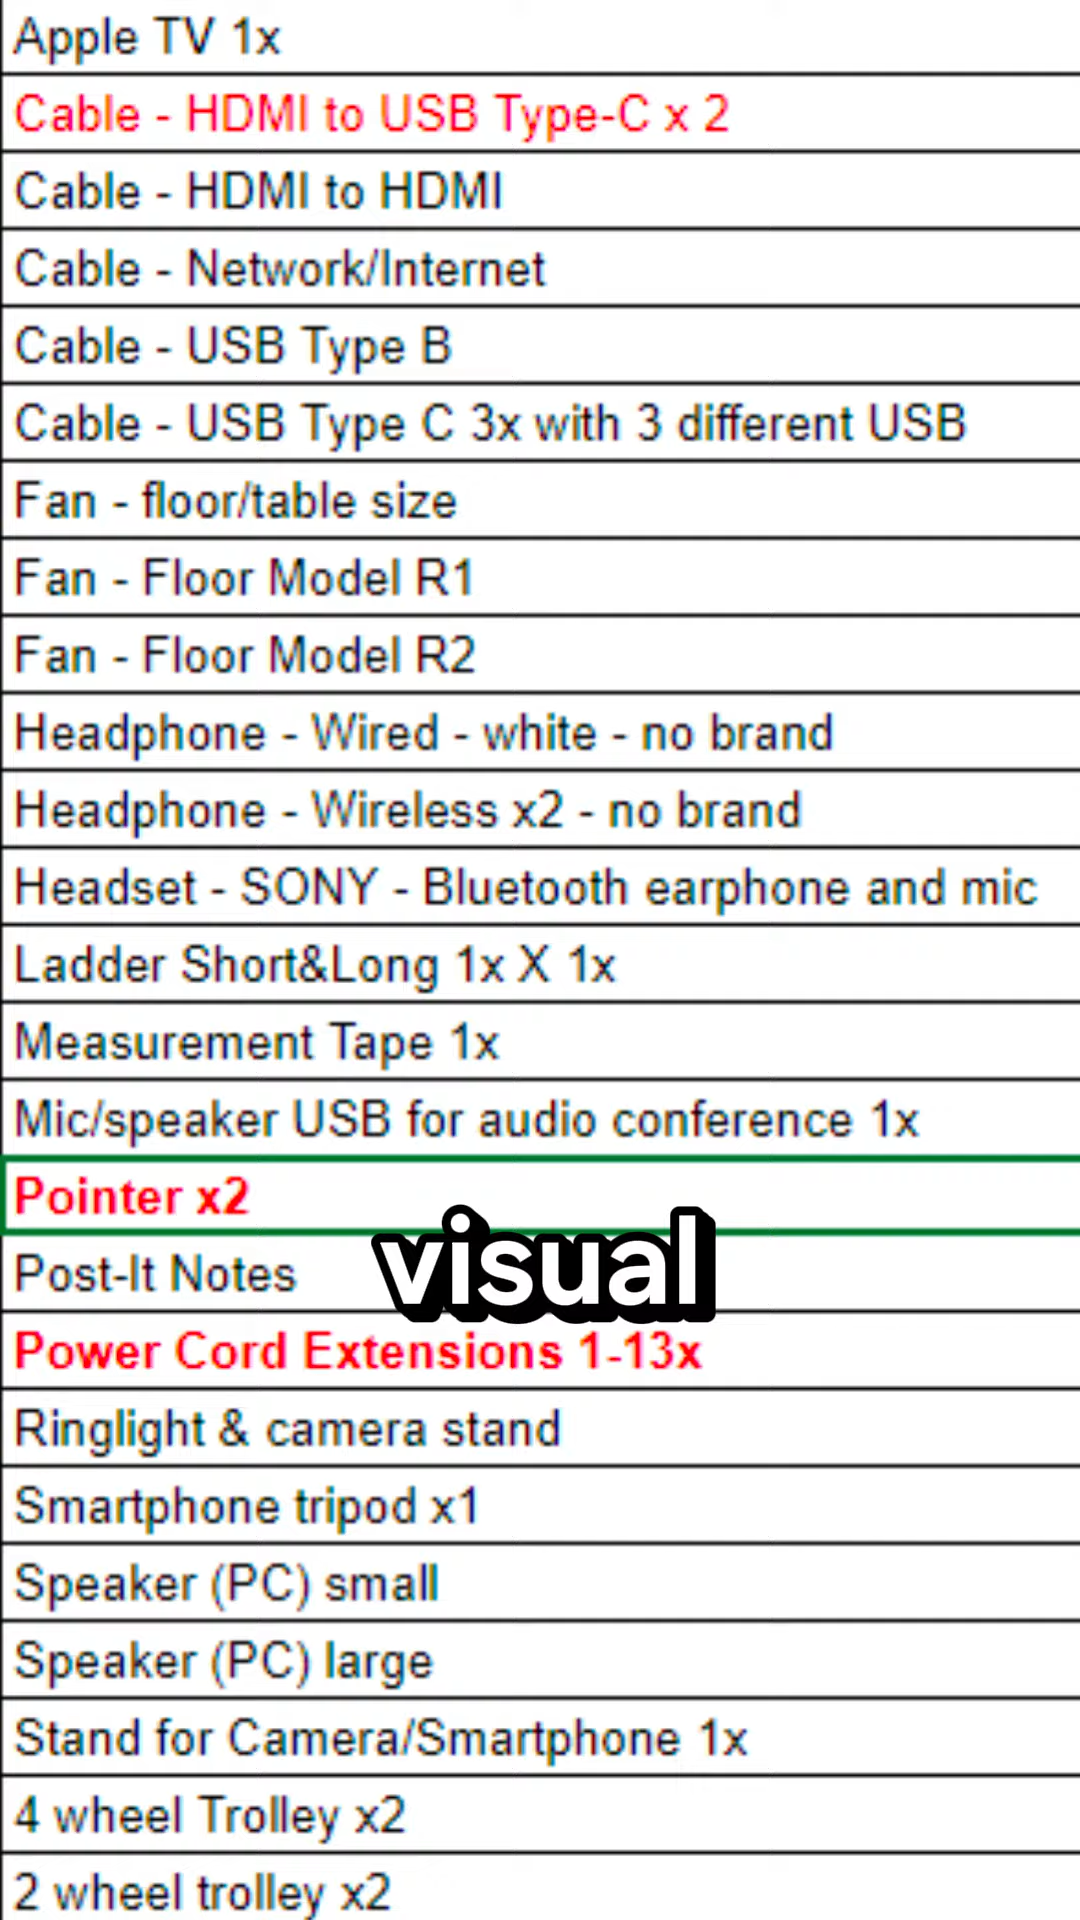 Apple TV 1x
Cable - HDMI to USB Type-C x 2
Cable - HDMI to HDMI
Cable - Network/Internet
Cable - USB Type B
Cable - USB Type C 3x with 3 different USB
Fan - floor/table size
Fan - Floor Model R1
Fan - Floor Model R2
Headphone - Wired - white - no brand
Headphone - Wireless x2 - no brand
Headset - SONY - Bluetooth earphone and mic
Ladder Short&Long 1x X 1x
Measurement Tape 1x
Mic/speaker USB for audio conference 1x
Pointer x2
visual
Post-It Notes
Power Cord Extensions 1-13x
Ringlight & camera stand
Smartphone tripod x1
Speaker (PC) small
Speaker (PC) large
Stand for Camera/Smartphone 1x
4 wheel Trolley x2
2 wheel trolley x2